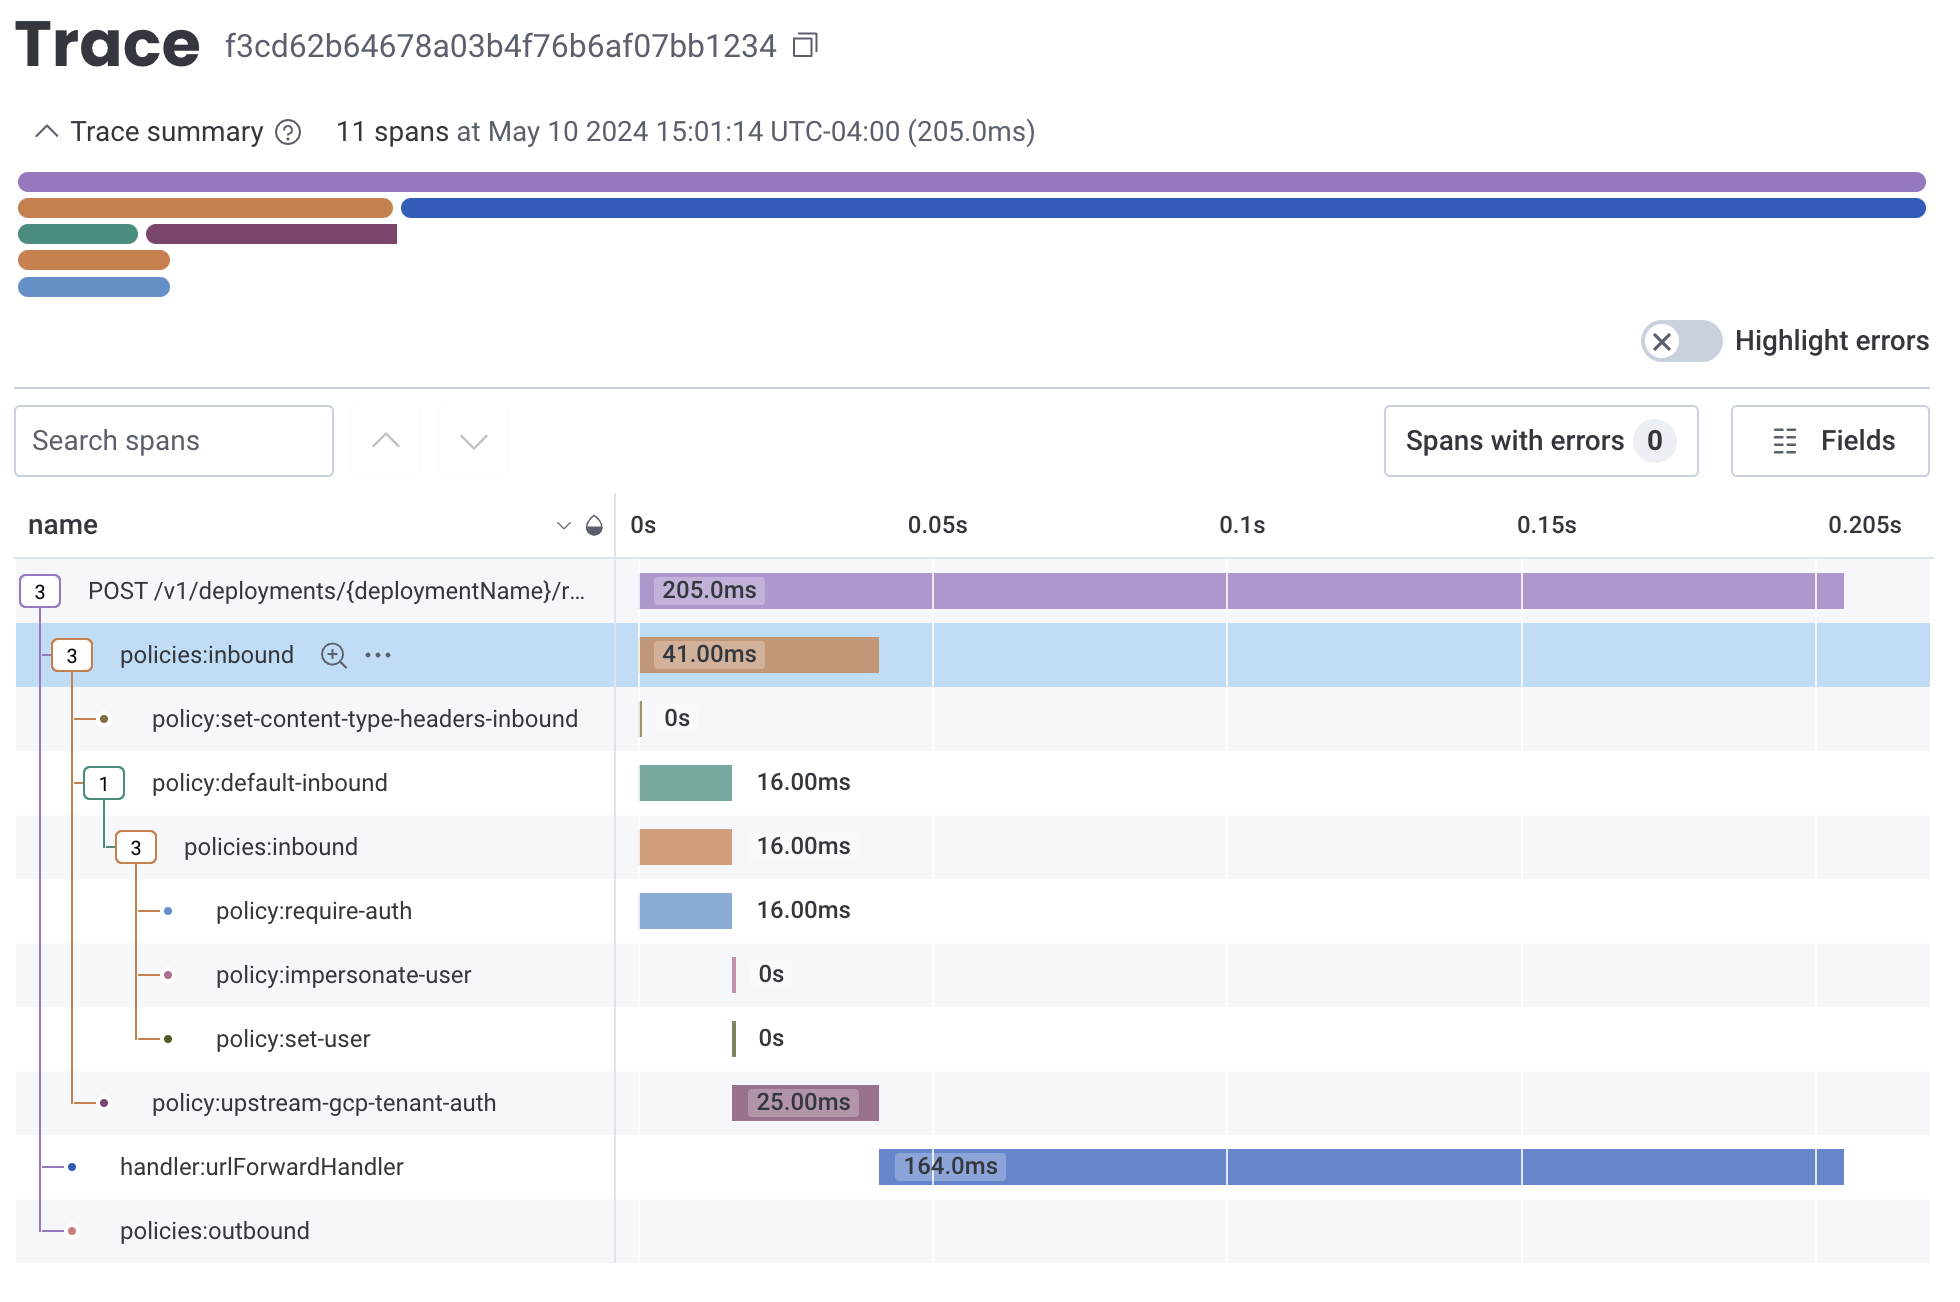 Trace f3cd62b64678a03b4f76b6af07bb1234
Trace summary 11 spans at May 10 2024 15:01:14 UTC-04:00 (205.0ms)
Highlight errors
Search spans Spans with errors 0 Fields
name 0s 0.05s 0.1s 0.15s 0.205s
3 POST /v1/deployments/{deploymentName}/r... 205.0ms
3 policies:inbound 41.00ms
policy:set-content-type-headers-inbound 0s
1 policy:default-inbound 16.00ms
3 policies:inbound 16.00ms
policy:require-auth 16.00ms
policy:impersonate-user 0s
policy:set-user 0s
policy:upstream-gcp-tenant-auth 25.00ms
handler:urlForwardHandler 164.0ms
policies:outbound